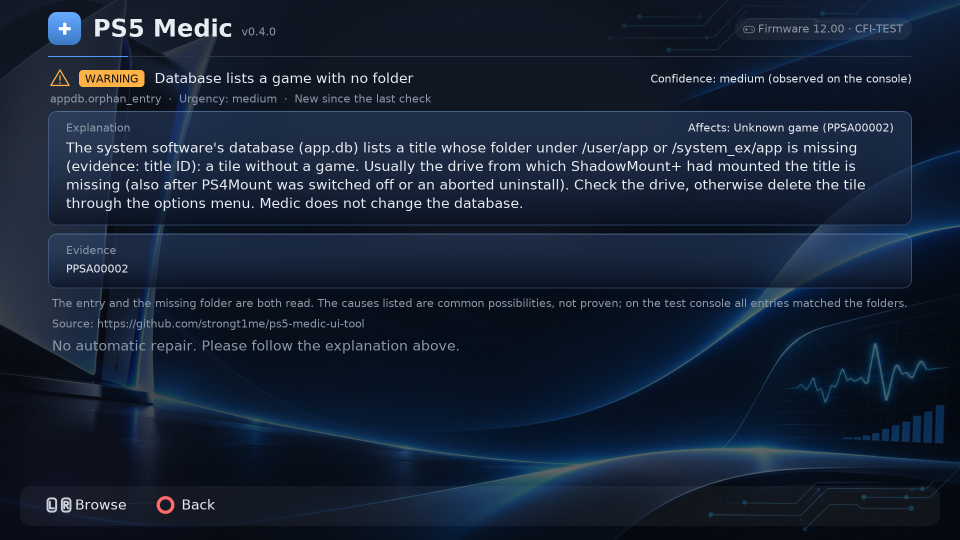 PS5 Medic v0.4.0
Firmware 12.00 · CFI-TEST
WARNING Database lists a game with no folder
Confidence: medium (observed on the console)
appdb.orphan_entry · Urgency: medium · New since the last check
Explanation
Affects: Unknown game (PPSA00002)
The system software's database (app.db) lists a title whose folder under /user/app or /system_ex/app is missing
(evidence: title ID): a tile without a game. Usually the drive from which ShadowMount+ had mounted the title is
missing (also after PS4Mount was switched off or an aborted uninstall). Check the drive, otherwise delete the tile
through the options menu. Medic does not change the database.
Evidence
PPSA00002
The entry and the missing folder are both read. The causes listed are common possibilities, not proven; on the test console all entries matched the folders.
Source: https://github.com/strongt1me/ps5-medic-ui-tool
No automatic repair. Please follow the explanation above.
L R Browse
Back